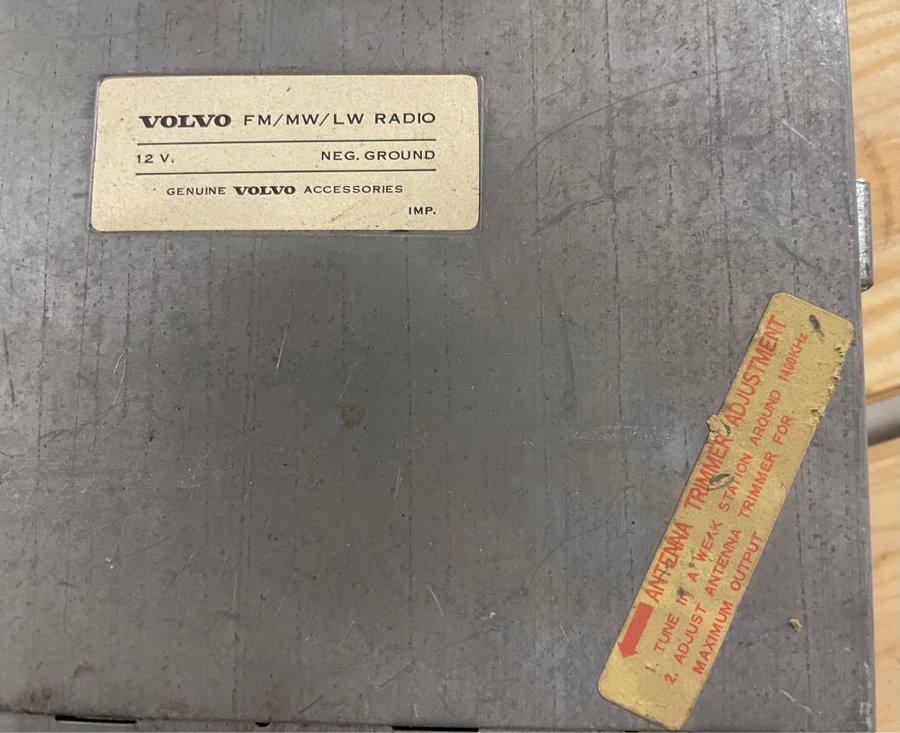 VOLVO FM/MW/LW RADIO
12 V. NEG. GROUND
GENUINE VOLVO ACCESSORIES
IMP.
ANTENNA TRIMMER ADJUSTMENT
1. TUNE IN A WEAK STATION AROUND 1400KHz
2. ADJUST ANTENNA TRIMMER FOR
MAXIMUM OUTPUT